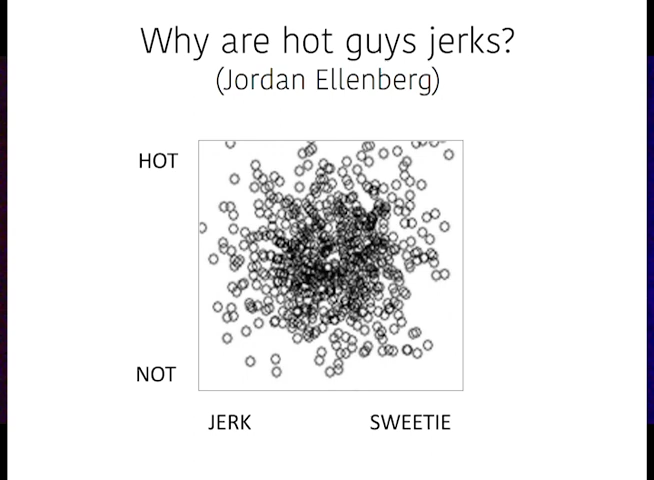 Why are hot guys jerks?
(Jordan Ellenberg)
HOT
NOT
JERK SWEETIE